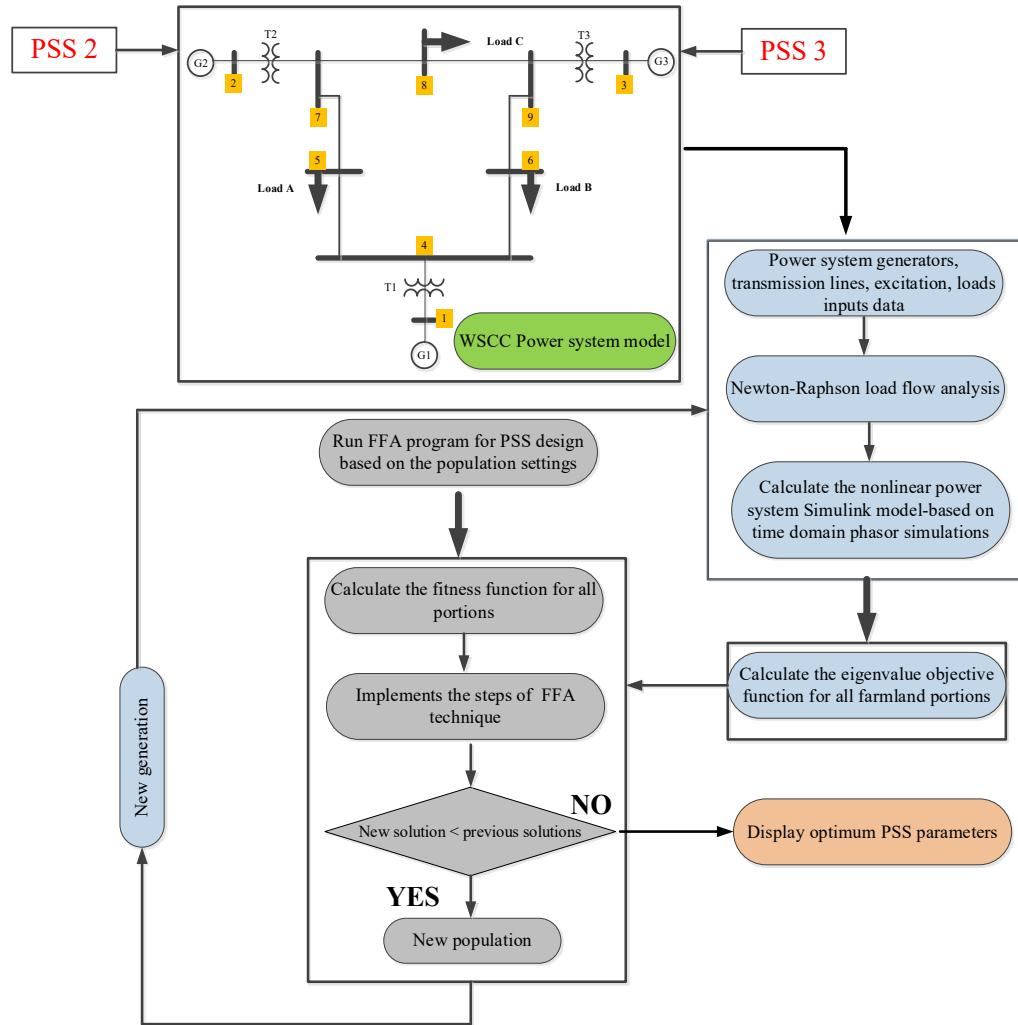 PSS 2
T2
Load C
T3
PSS 3
G2
G3
2
8
3
7
9
5
6
Load A
Load B
4
T1
1
WSCC Power system model
G1
Power system generators,
transmission lines, excitation, loads
inputs data
Newton-Raphson load flow analysis
Calculate the nonlinear power
system Simulink model-based on
time domain phasor simulations
Run FFA program for PSS design
based on the population settings
Calculate the fitness function for all
portions
Implements the steps of FFA
technique
Calculate the eigenvalue objective
function for all farmland portions
New generation
NO
New solution < previous solutions
Display optimum PSS parameters
YES
New population